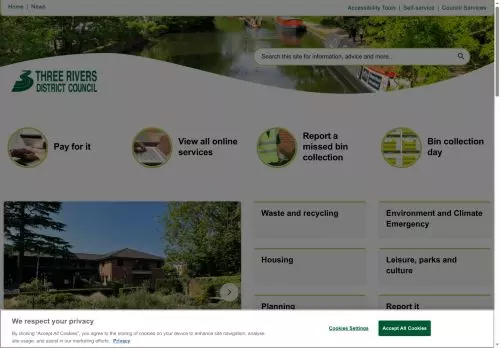 Home | News
Accessibility Tools | Self-service | Council Services
Search this site for information, advice and more...
THREE RIVERS
DISTRICT COUNCIL
Pay for it
View all online
services
Report a
missed bin
collection
Bin collection
day
Waste and recycling
Environment and Climate
Emergency
Housing
Leisure, parks and
culture
Planning
Report it
We respect your privacy
By clicking "Accept All Cookies", you agree to the storing of cookies on your device to enhance site navigation, analyse
site usage, and assist in our marketing efforts. Privacy
Cookies Settings
Accept All Cookies